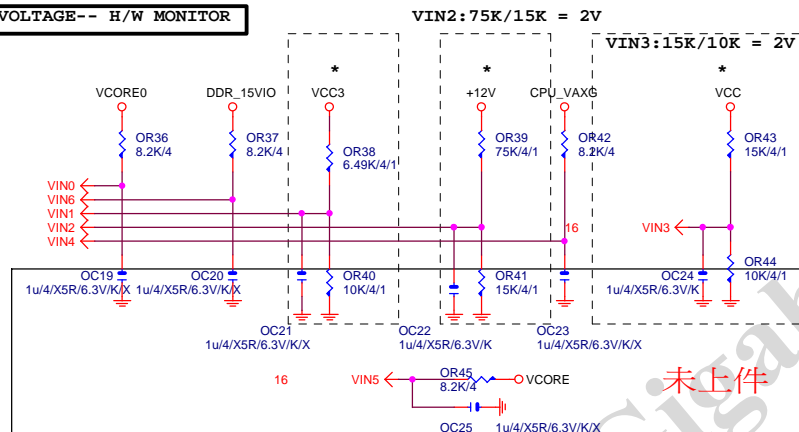 VOLTAGE-- H/W MONITOR
VIN2:75K/15K = 2V
VIN3:15K/10K = 2V
* * *
VCORE0 DDR_15VIO VCC3 +12V CPU_VAXG VCC
OR36 8.2K/4
OR37 8.2K/4
OR38 6.49K/4/1
OR39 75K/4/1
OR42 8.2K/4
OR43 15K/4/1
VIN0
VIN6
VIN1
VIN2
VIN4
16
VIN3
OC19 1u/4/X5R/6.3V/K/X
OC20 1u/4/X5R/6.3V/K/X
OR40 10K/4/1
OR41 15K/4/1
OC24 1u/4/X5R/6.3V/K
OR44 10K/4/1
OC21 1u/4/X5R/6.3V/K/X
OC22 1u/4/X5R/6.3V/K
OC23 1u/4/X5R/6.3V/K/X
16
VIN5
OR45 8.2K/4
VCORE
OC25 1u/4/X5R/6.3V/K/X
未上件